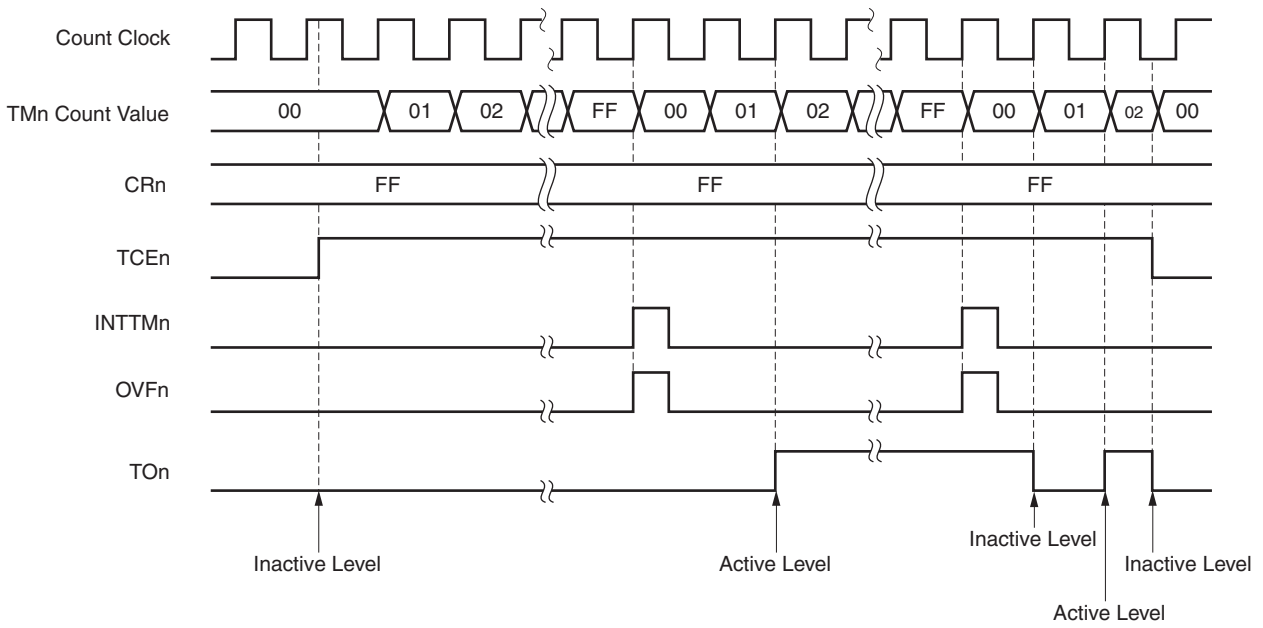 Count Clock
TMn Count Value 00 01 02 FF 00 01 02 FF 00 01 02 00
CRn FF FF FF
TCEn
INTTMn
OVFn
TOn
Inactive Level
Inactive Level Active Level Inactive Level
Active Level